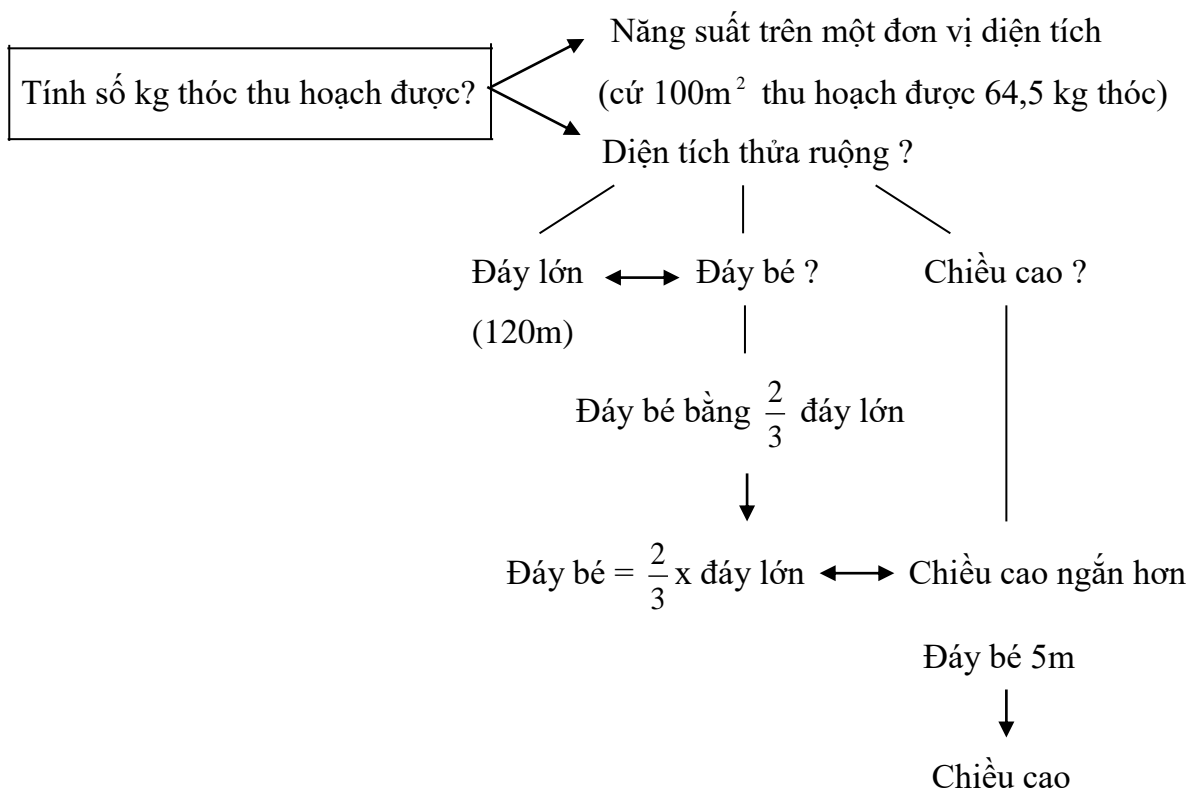 Năng suất trên một đơn vị diện tích
Tính số kg thóc thu hoạch được?
(cứ 100m² thu hoạch được 64,5 kg thóc)
Diện tích thửa ruộng ?
Đáy lớn
Đáy bé ?
Chiều cao ?
(120m)
Đáy bé bằng 2/3 đáy lớn
Đáy bé = 2/3 x đáy lớn
Chiều cao ngắn hơn
Đáy bé 5m
Chiều cao